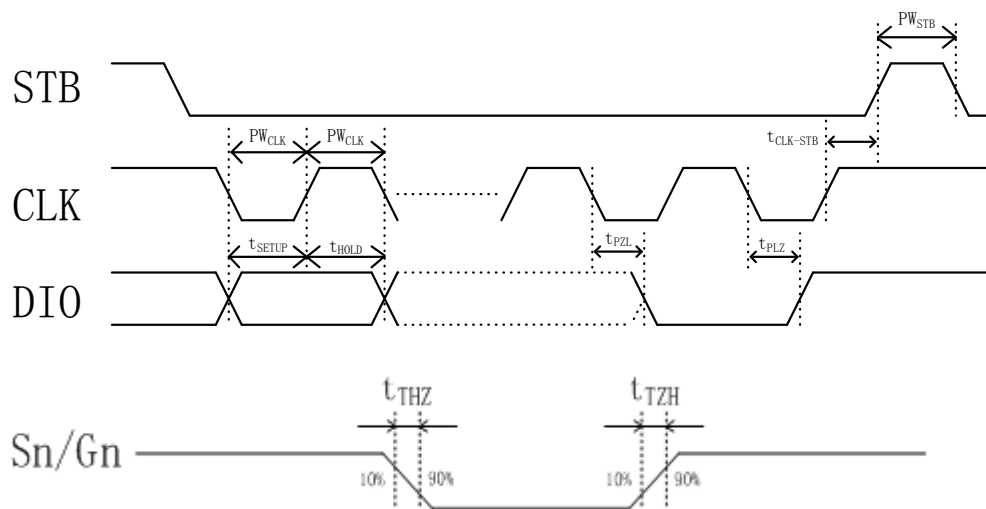 PW_STB
STB
PW_CLK PW_CLK
t_CLK-STB
CLK
t_SETUP t_HOLD t_PZL t_PLZ
DIO
t_THZ t_TZH
Sn/Gn
10% 90% 10% 90%